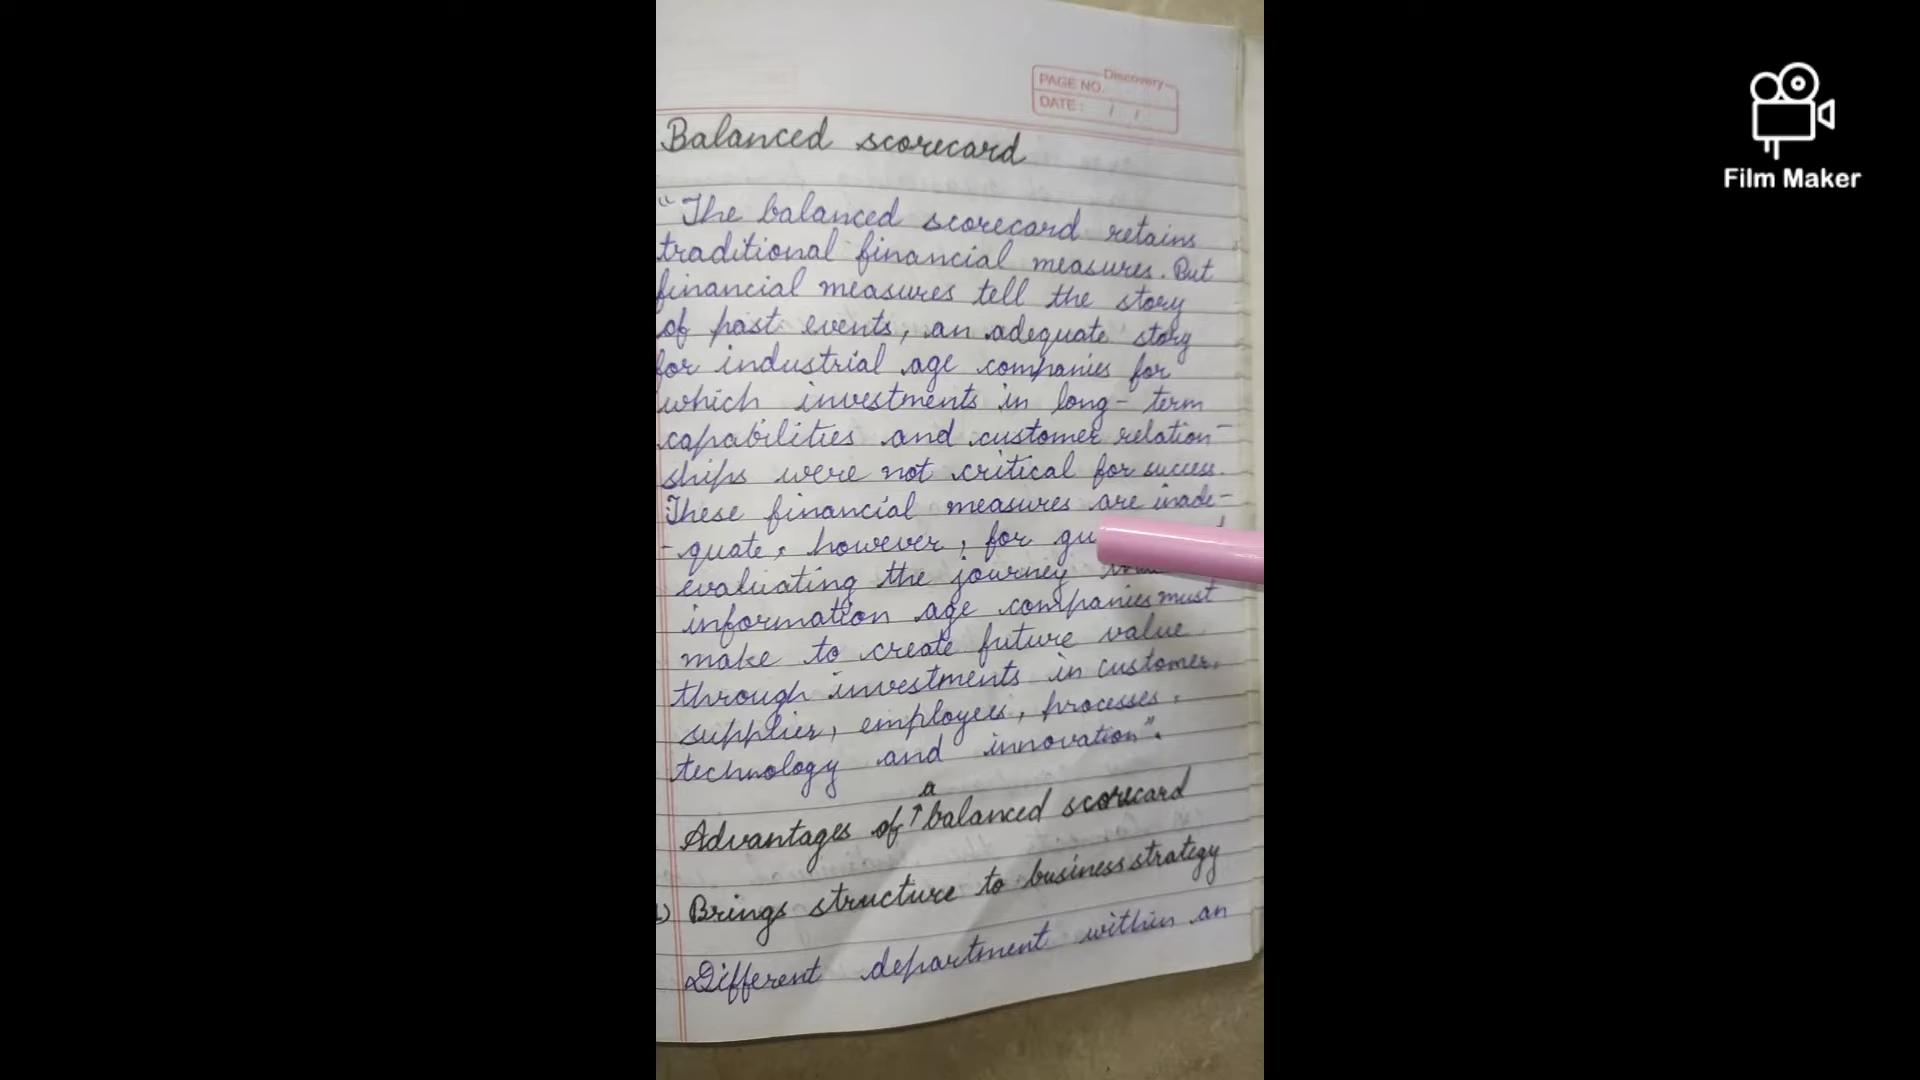 Discovery
PAGE NO.
DATE: / /
Film Maker
Balanced scorecard
"The balanced scorecard retains
traditional financial measures. But
financial measures tell the story
of past events, an adequate story
for industrial age companies for
which investments in long- term
capabilities and customer relation-
ships were not critical for success.
These financial measures are inade-
-quate, however, for
evaluating the journey
information age companies must
make to create future value
through investments in customer,
supplier, employees, processes,
technology and innovation".
Advantages of a balanced scorecard
Brings structure to business strategy
Different department within an